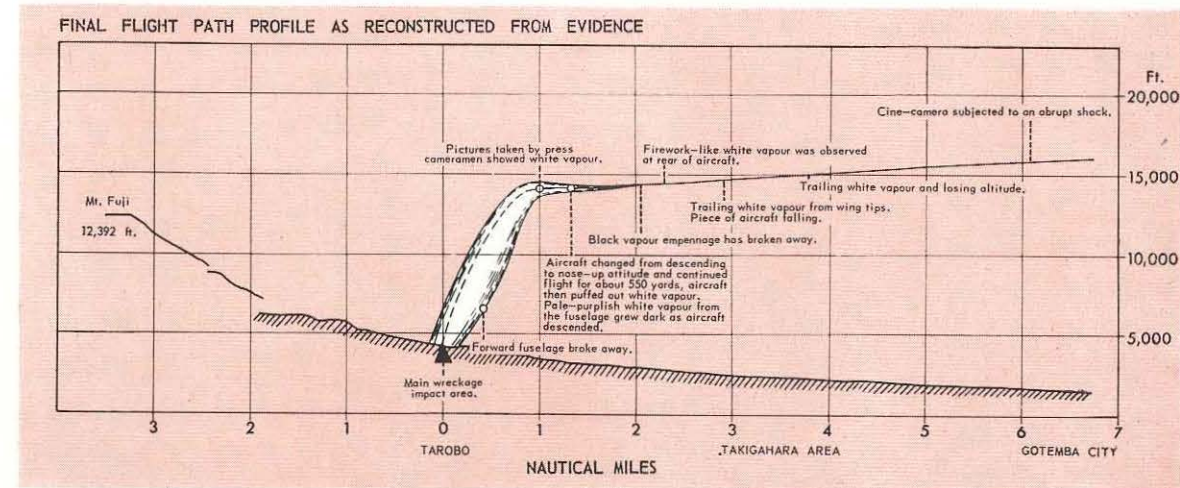 FINAL FLIGHT PATH PROFILE AS RECONSTRUCTED FROM EVIDENCE
Ft.
20,000
Cine-camera subjected to an abrupt shock.
Pictures taken by press
cameramen showed white vapour.
Firework-like white vapour was observed
at rear of aircraft.
15,000
Trailing white vapour and losing altitude.
Mt. Fuji
12,392 ft.
Trailing white vapour from wing tips.
Piece of aircraft falling.
Black vapour empennage has broken away.
10,000
Aircraft changed from descending
to nose-up attitude and continued
flight for about 550 yards, aircraft
then puffed out white vapour.
Pale-purplish white vapour from
the fuselage grew dark as aircraft
descended.
5,000
Forward fuselage broke away.
Main wreckage
impact area.
3 2 1 0 1 2 3 4 5 6 7
TAROBO .TAKIGAHARA AREA GOTEMBA CITY
NAUTICAL MILES